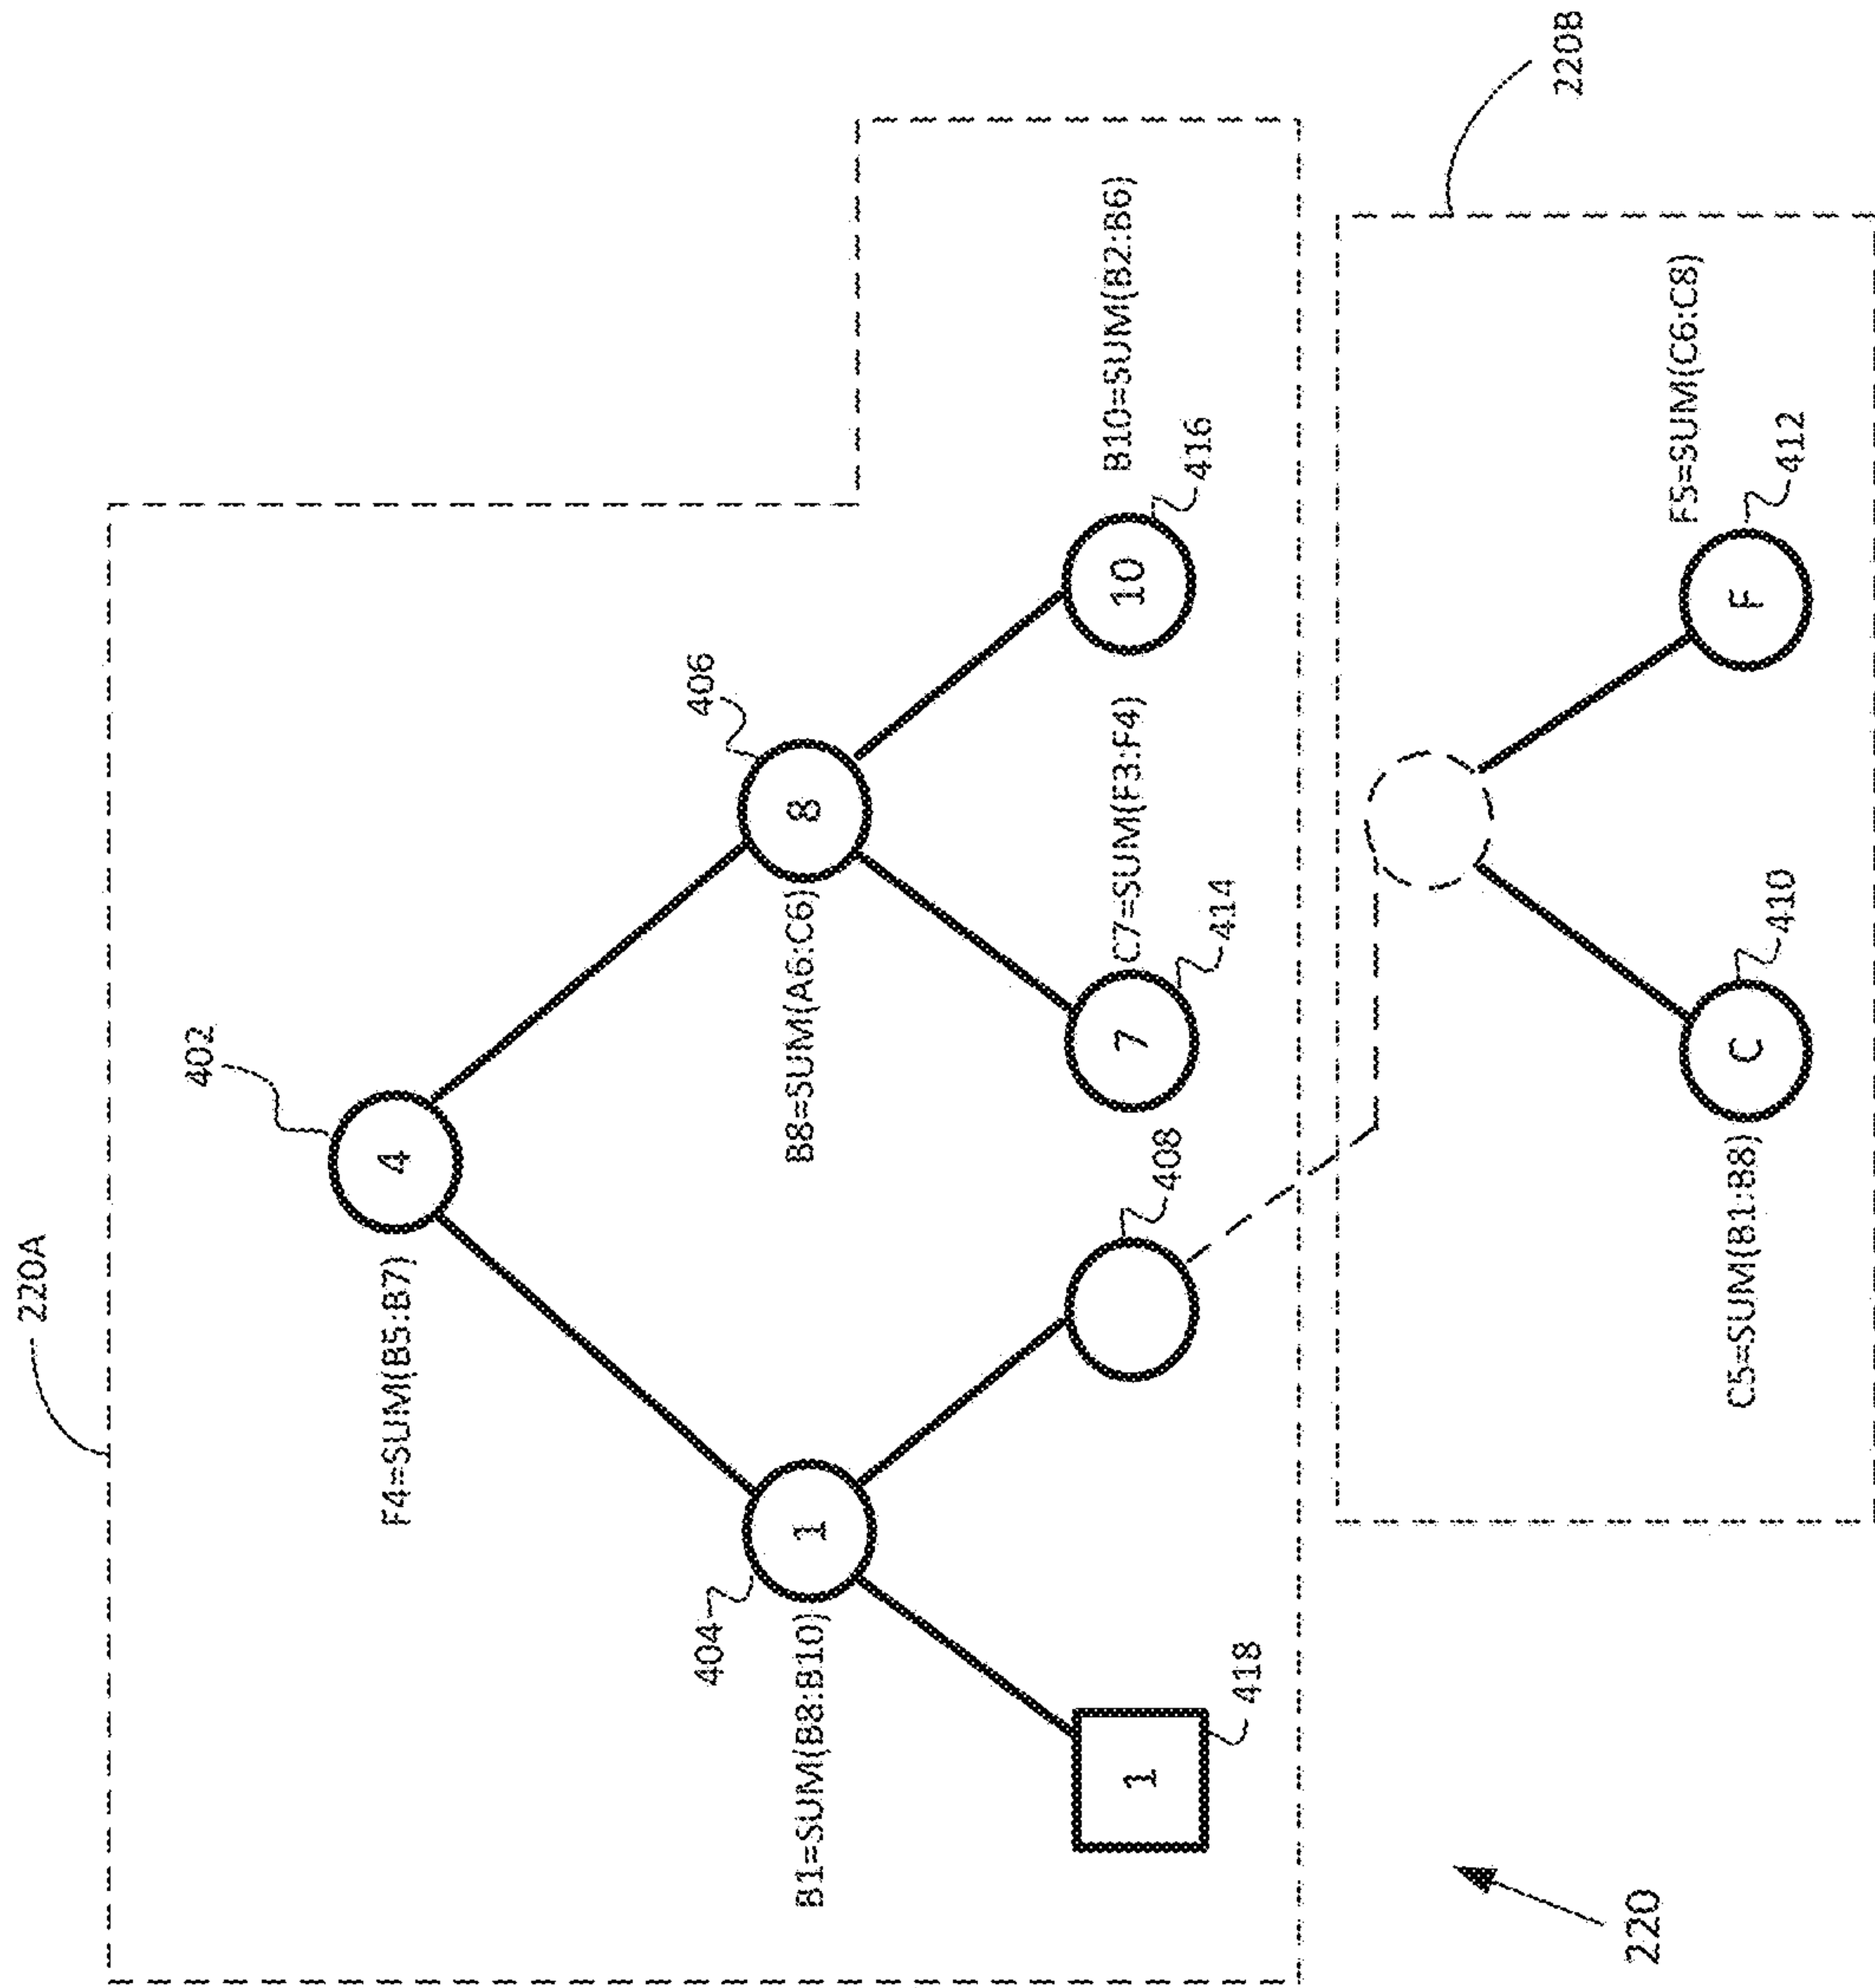 220A
402
4
F4=SUM(B5:B7)
404
1
B1=SUM(B8:B10)
406
8
B8=SUM(A6:C6)
1
418
408
7
C7=SUM(F3:F4)
414
10
B10=SUM(B2:B6)
416
220B
C
410
C5=SUM(B1:B8)
F
F5=SUM(C6:C8)
412
220